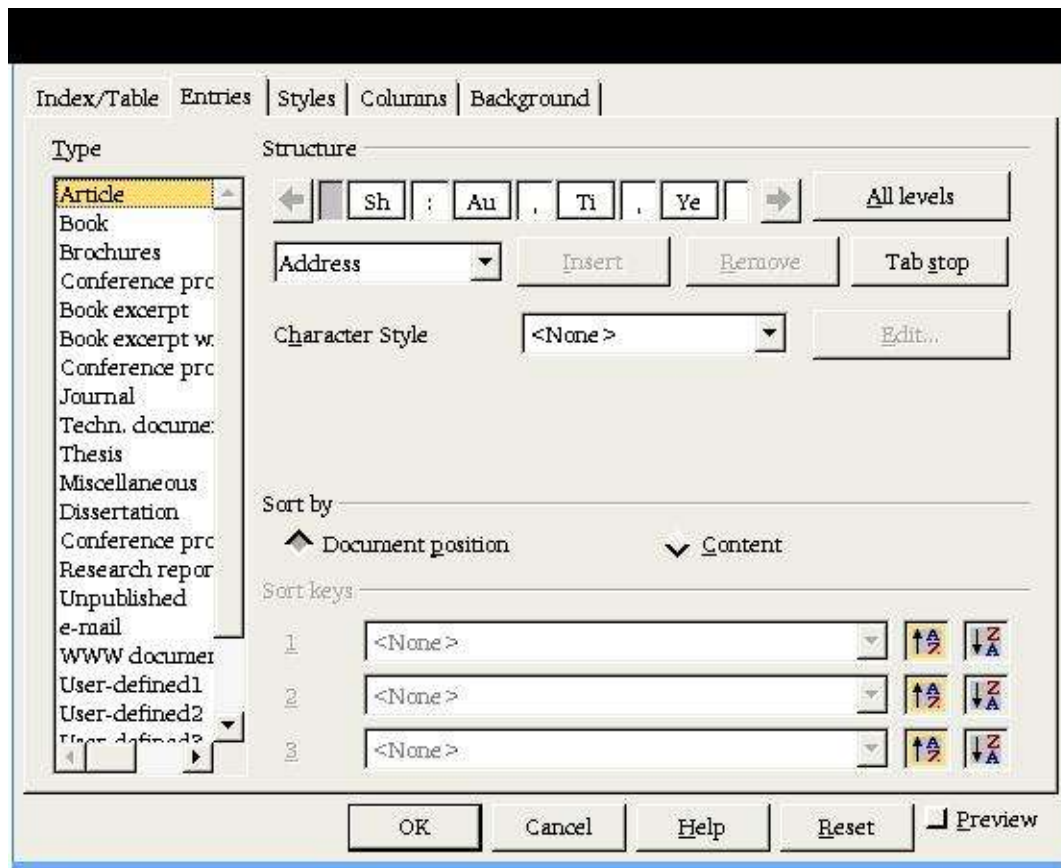 Index/Table Entries Styles Columns Background
Type
Article
Book
Brochures
Conference prc
Book excerpt
Book excerpt w
Conference prc
Journal
Techn. docume
Thesis
Miscellaneous
Dissertation
Conference prc
Research repor
Unpublished
e-mail
WWW documer
User-defined1
User-defined2
Structure
Sh : Au , Ti , Ye All levels
Address Insert Remove Tab stop
Character Style <None> Edit...
Sort by
Document position Content
Sort keys
1 <None> A Z Z A
2 <None> A Z Z A
3 <None> A Z Z A
OK Cancel Help Reset Preview